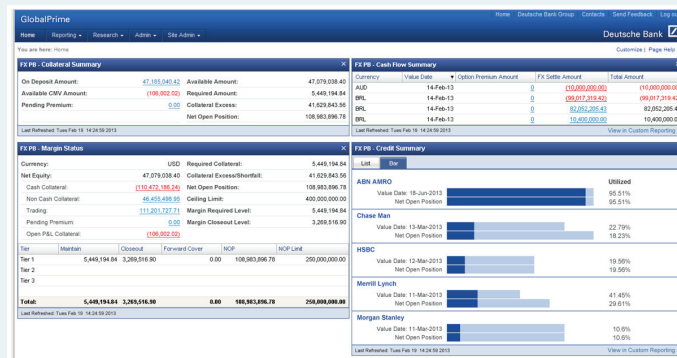 GlobalPrime
Home Deutsche Bank Group Contacts Send Feedback Log
Home Reporting Research Admin Site Admin
Deutsche Bank
You are here: Home
Customize | Page Help
FX PB - Collateral Summary
On Deposit Amount: 47,185,040.42 Available Amount: 47,079,038.40
Available CMV Amount: (106,002.02) Required Amount: 5,449,194.84
Pending Premium: 0.00 Collateral Excess: 41,629,843.56
Net Open Position: 108,983,896.78
Last Refreshed: Tues Feb 19 14:24:59 2013
FX PB - Cash Flow Summary
Currency Value Date Option Premium Amount FX Settle Amount Total Amount
AUD 14-Feb-13 0 (10,000,000.00) (10,000,000.00
BRL 14-Feb-13 0 (99,017,319.42) (99,017,319.42
BRL 14-Feb-13 0 82,052,205.43 82,052,205.4
BRL 14-Feb-13 0 10,400,000.00 10,400,000.0
Last Refreshed: Tues Feb 19 14:24:59 2013 View in Custom Reporting
FX PB - Margin Status
Currency: USD Required Collateral: 5,449,194.84
Net Equity: 47,079,038.40 Collateral Excess/Shortfall: 41,629,843.56
Cash Collateral: (110,472,186.24) Net Open Position: 108,983,896.78
Non Cash Collateral: 46,455,498.95 Ceiling Limit: 400,000,000.00
Trading: 111,201,727.71 Margin Required Level: 5,449,194.84
Pending Premium: 0.00 Margin Closeout Level: 3,269,516.90
Open P&L Collateral: (106,002.02)
Tier Maintain Closeout Forward Cover NOP NOP Limit
Tier 1 5,449,194.84 3,269,516.90 0.00 108,983,896.78 250,000,000.00
Tier 2
Tier 3
Total: 5,449,194.84 3,269,516.90 0.00 108,983,896.78 250,000,000.00
Last Refreshed: Tues Feb 19 14:24:59 2013
FX PB - Credit Summary
List Bar
ABN AMRO Utilized
Value Date: 18-Jun-2013 95.51%
Net Open Position 95.51%
Chase Man
Value Date: 13-Mar-2013 22.79%
Net Open Position 18.23%
HSBC
Value Date: 12-Mar-2013 19.56%
Net Open Position 19.56%
Merrill Lynch
Value Date: 11-Mar-2013 41.45%
Net Open Position 29.61%
Morgan Stanley
Value Date: 11-Mar-2013 10.6%
Net Open Position 10.6%
Last Refreshed: Tues Feb 19 14:24:59 2013 View in Custom Reporting